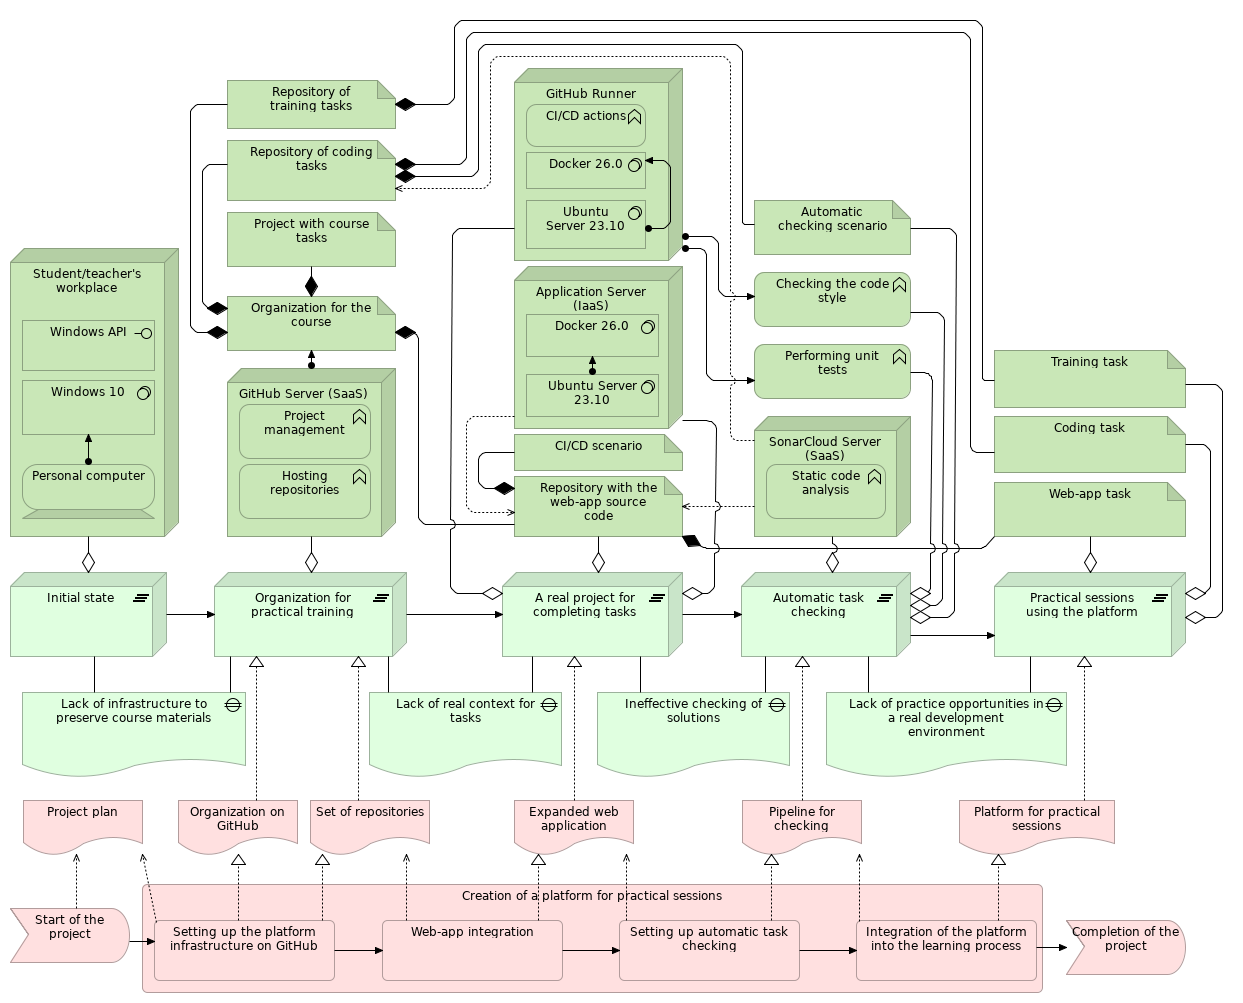 Repository of
training tasks
Repository of coding
tasks
Project with course
tasks
Organization for the
course
GitHub Server (SaaS)
Project
management
Hosting
repositories
Student/teacher's
workplace
Windows API
Windows 10
Personal computer
GitHub Runner
CI/CD actions
Docker 26.0
Ubuntu
Server 23.10
Application Server
(IaaS)
Docker 26.0
Ubuntu Server
23.10
CI/CD scenario
Repository with the
web-app source
code
Automatic
checking scenario
Checking the code
style
Performing unit
tests
SonarCloud Server
(SaaS)
Static code
analysis
Training task
Coding task
Web-app task
Initial state
Organization for
practical training
A real project for
completing tasks
Automatic task
checking
Practical sessions
using the platform
Lack of infrastructure to
preserve course materials
Lack of real context for
tasks
Ineffective checking of
solutions
Lack of practice opportunities in
a real development
environment
Project plan
Organization on
GitHub
Set of repositories
Expanded web
application
Pipeline for
checking
Platform for practical
sessions
Creation of a platform for practical sessions
Start of the
project
Setting up the platform
infrastructure on GitHub
Web-app integration
Setting up automatic task
checking
Integration of the platform
into the learning process
Completion of the
project